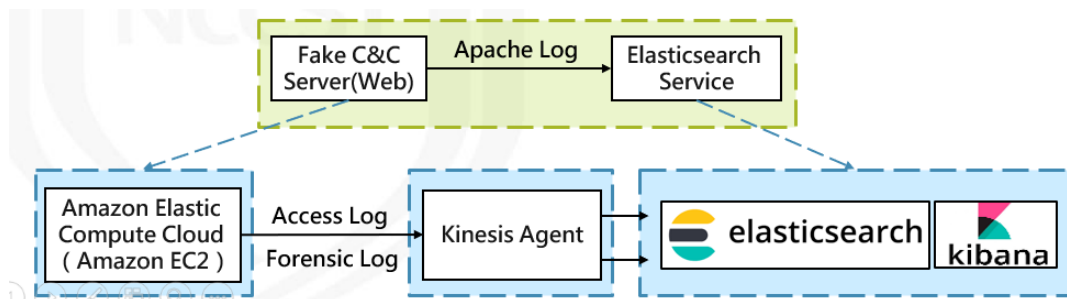 Fake C&C
Server(Web)
Apache Log
Elasticsearch
Service
Amazon Elastic
Compute Cloud
( Amazon EC2 )
Access Log
Forensic Log
Kinesis Agent
elasticsearch
kibana